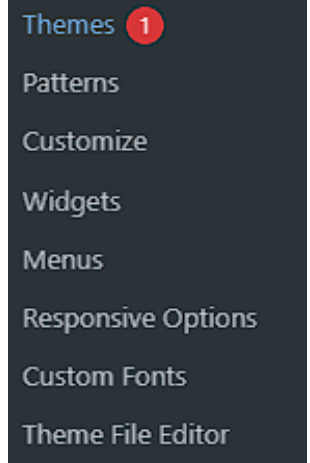 Themes 1
Patterns
Customize
Widgets
Menus
Responsive Options
Custom Fonts
Theme File Editor